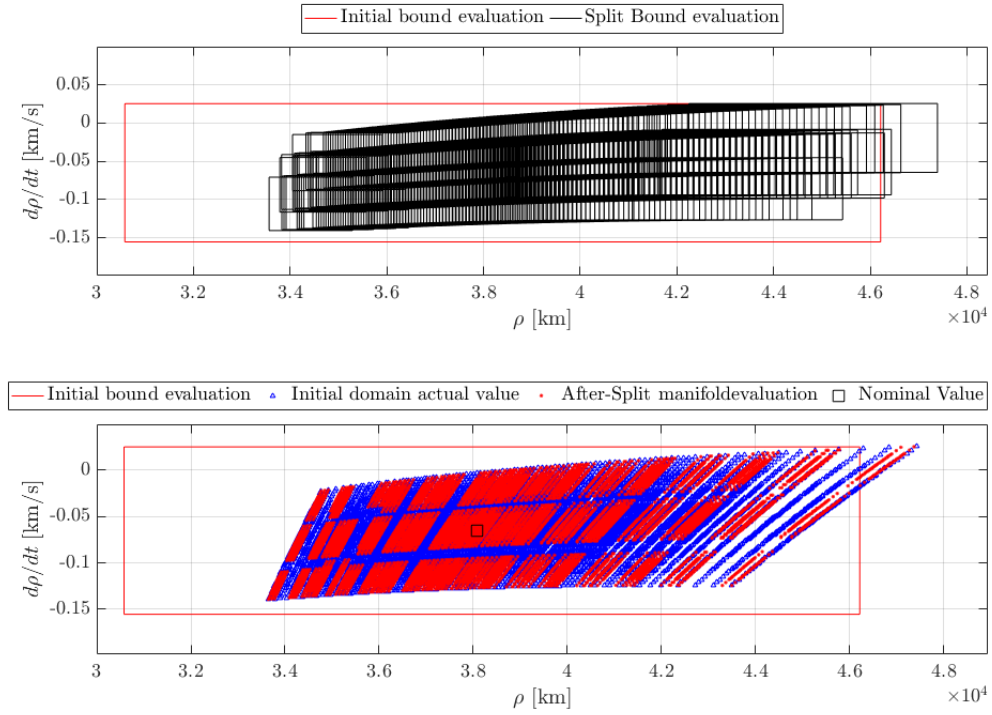 Initial bound evaluation Split Bound evaluation
0.05
0
-0.05
-0.1
-0.15
dρ/dt [km/s]
3 3.2 3.4 3.6 3.8 4 4.2 4.4 4.6 4.8
ρ [km]
×10⁴
Initial bound evaluation Initial domain actual value After-Split manifoldevaluation Nominal Value
0
-0.05
-0.1
-0.15
dρ/dt [km/s]
3 3.2 3.4 3.6 3.8 4 4.2 4.4 4.6 4.8
ρ [km]
×10⁴